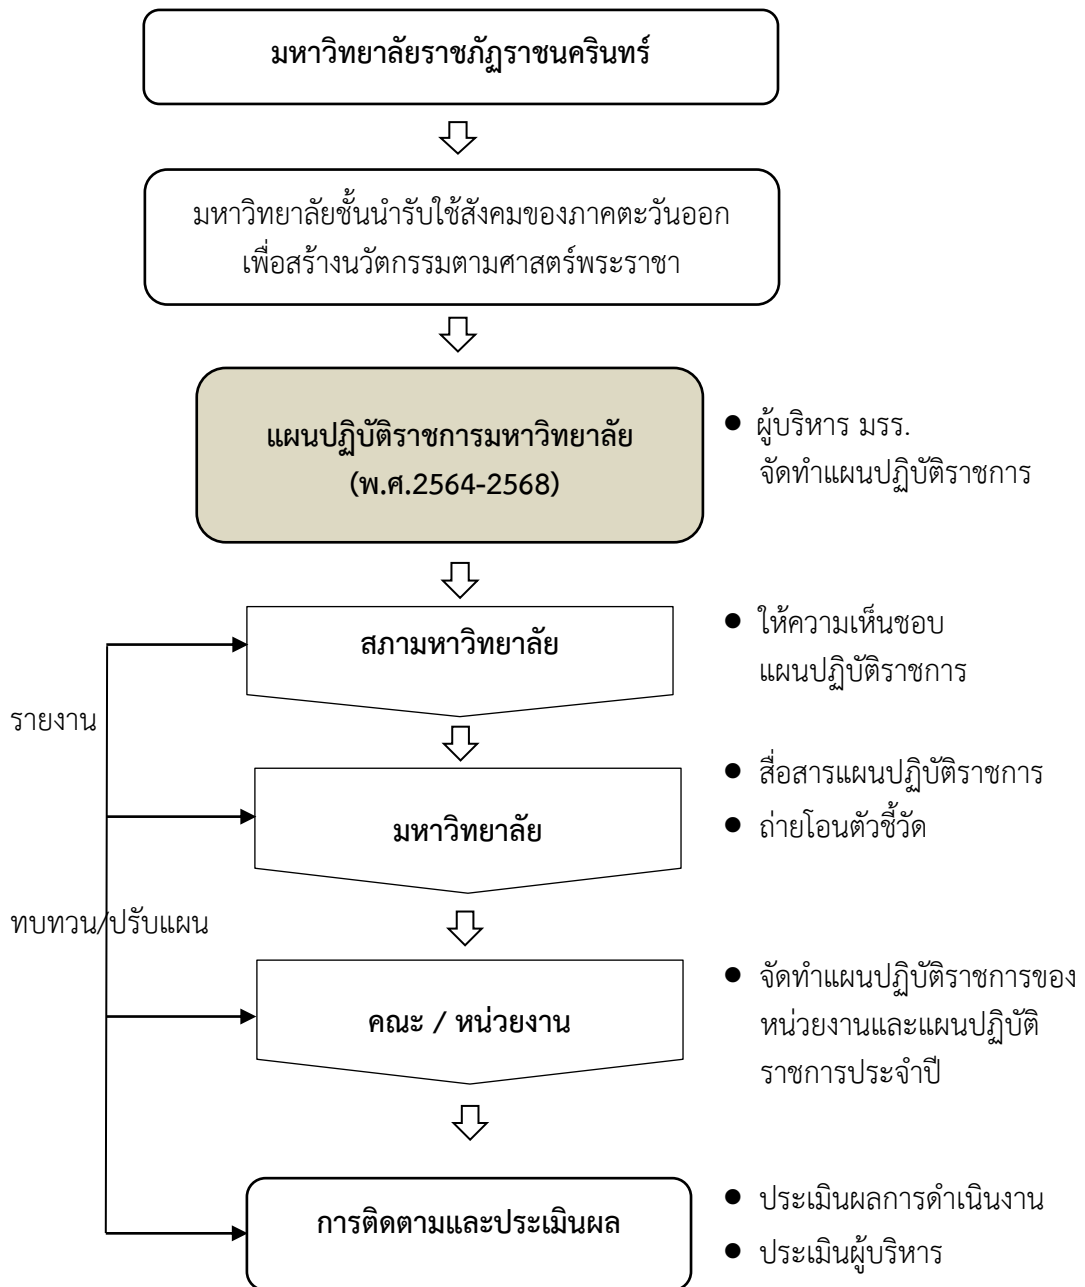 มหาวิทยาลัยราชภัฏราชนครินทร์
มหาวิทยาลัยชั้นนำรับใช้สังคมของภาคตะวันออก
เพื่อสร้างนวัตกรรมตามศาสตร์พระราชา
แผนปฏิบัติราชการมหาวิทยาลัย
(พ.ศ.2564-2568)
● ผู้บริหาร มรร.
จัดทำแผนปฏิบัติราชการ
สภามหาวิทยาลัย
● ให้ความเห็นชอบ
แผนปฏิบัติราชการ
รายงาน
มหาวิทยาลัย
● สื่อสารแผนปฏิบัติราชการ
● ถ่ายโอนตัวชี้วัด
ทบทวน/ปรับแผน
คณะ / หน่วยงาน
● จัดทำแผนปฏิบัติราชการของ
หน่วยงานและแผนปฏิบัติ
ราชการประจำปี
การติดตามและประเมินผล
● ประเมินผลการดำเนินงาน
● ประเมินผู้บริหาร